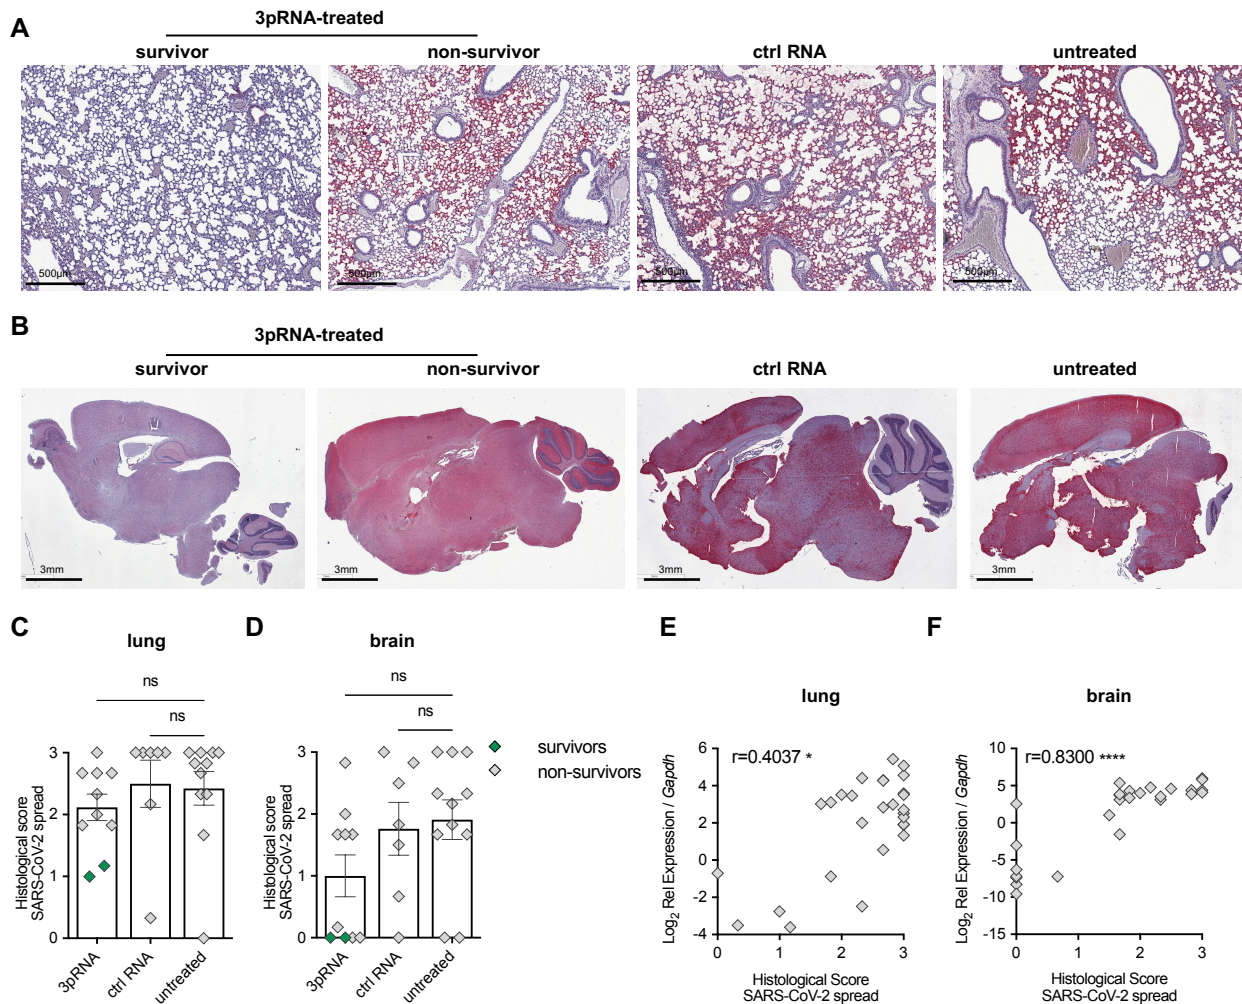 A
3pRNA-treated
survivor
non-survivor
ctrl RNA
untreated
500µm
500µm
500µm
500µm
B
3pRNA-treated
survivor
non-survivor
ctrl RNA
untreated
3mm
3mm
3mm
3mm
C
lung
ns
ns
Histological score
SARS-CoV-2 spread
3
2
1
0
3pRNA
ctrl RNA
untreated
D
brain
ns
ns
Histological score
SARS-CoV-2 spread
3
2
1
0
3pRNA
ctrl RNA
untreated
survivors
non-survivors
E
lung
r=0.4037 *
Log2 Rel Expression / Gapdh
6
4
2
0
-2
-4
0
1
2
3
Histological Score
SARS-CoV-2 spread
F
brain
r=0.8300 ****
Log2 Rel Expression / Gapdh
10
5
0
-5
-10
-15
0
1
2
3
Histological Score
SARS-CoV-2 spread